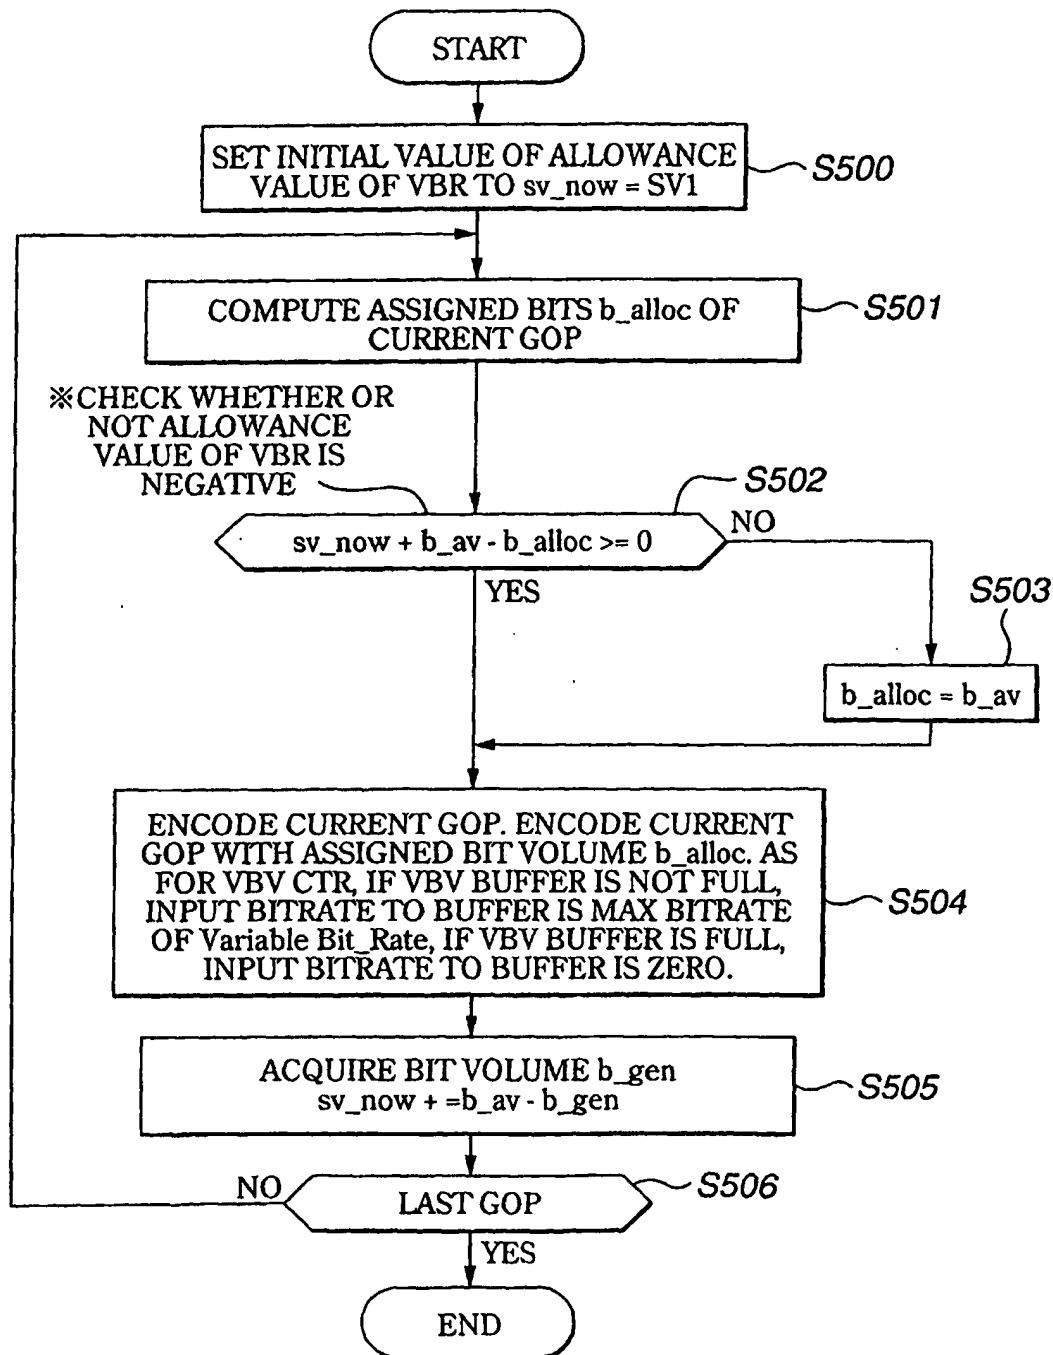 START
SET INITIAL VALUE OF ALLOWANCE
VALUE OF VBR TO sv_now = SV1
S500
COMPUTE ASSIGNED BITS b_alloc OF
CURRENT GOP
S501
※CHECK WHETHER OR
NOT ALLOWANCE
VALUE OF VBR IS
NEGATIVE
S502
sv_now + b_av - b_alloc >= 0
NO
YES
S503
b_alloc = b_av
ENCODE CURRENT GOP. ENCODE CURRENT
GOP WITH ASSIGNED BIT VOLUME b_alloc. AS
FOR VBV CTR, IF VBV BUFFER IS NOT FULL,
INPUT BITRATE TO BUFFER IS MAX BITRATE
OF Variable Bit_Rate, IF VBV BUFFER IS FULL,
INPUT BITRATE TO BUFFER IS ZERO.
S504
ACQUIRE BIT VOLUME b_gen
sv_now + =b_av - b_gen
S505
NO
LAST GOP
S506
YES
END